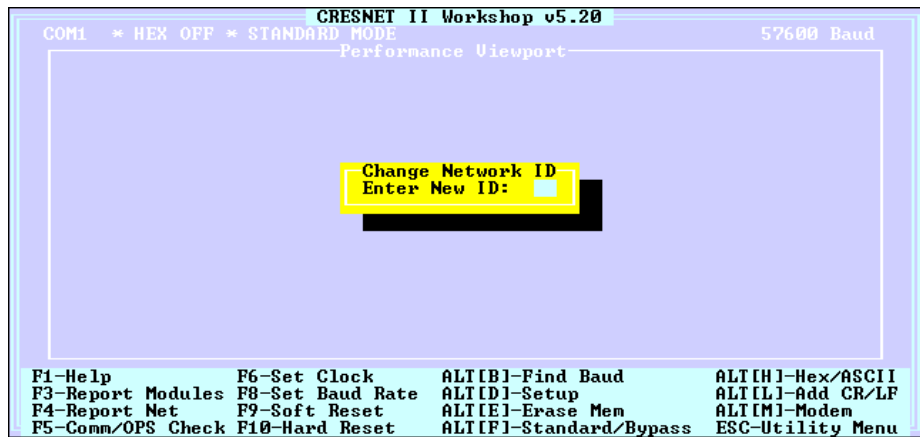 CRESNET II Workshop v5.20
COM1 * HEX OFF * STANDARD MODE 57600 Baud
Performance Viewport
Change Network ID
Enter New ID:
F1-Help F6-Set Clock ALT[B]-Find Baud ALT[H]-Hex/ASCII
F3-Report Modules F8-Set Baud Rate ALT[D]-Setup ALT[L]-Add CR/LF
F4-Report Net F9-Soft Reset ALT[E]-Erase Mem ALT[M]-Modem
F5-Comm/OPS Check F10-Hard Reset ALT[F]-Standard/Bypass ESC-Utility Menu